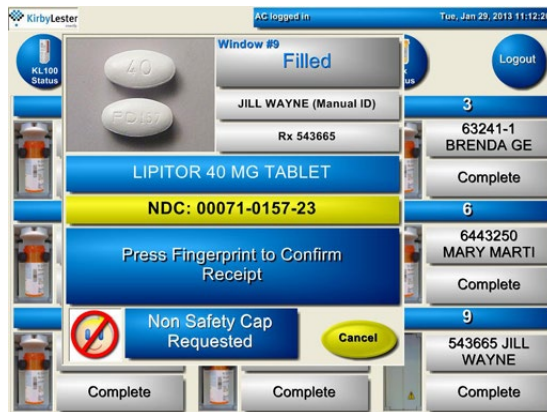 KirbyLester
AC logged in
Tue, Jan 29, 2013 11:12:2
KL100
Status
Logout
Window #9
Filled
40
PD 157
JILL WAYNE (Manual ID)
Rx 543665
LIPITOR 40 MG TABLET
NDC: 00071-0157-23
Press Fingerprint to Confirm
Receipt
Non Safety Cap
Requested
Cancel
3
63241-1
BRENDA GE
Complete
6
6443250
MARY MARTI
Complete
9
543665 JILL
WAYNE
Complete
Complete
Complete